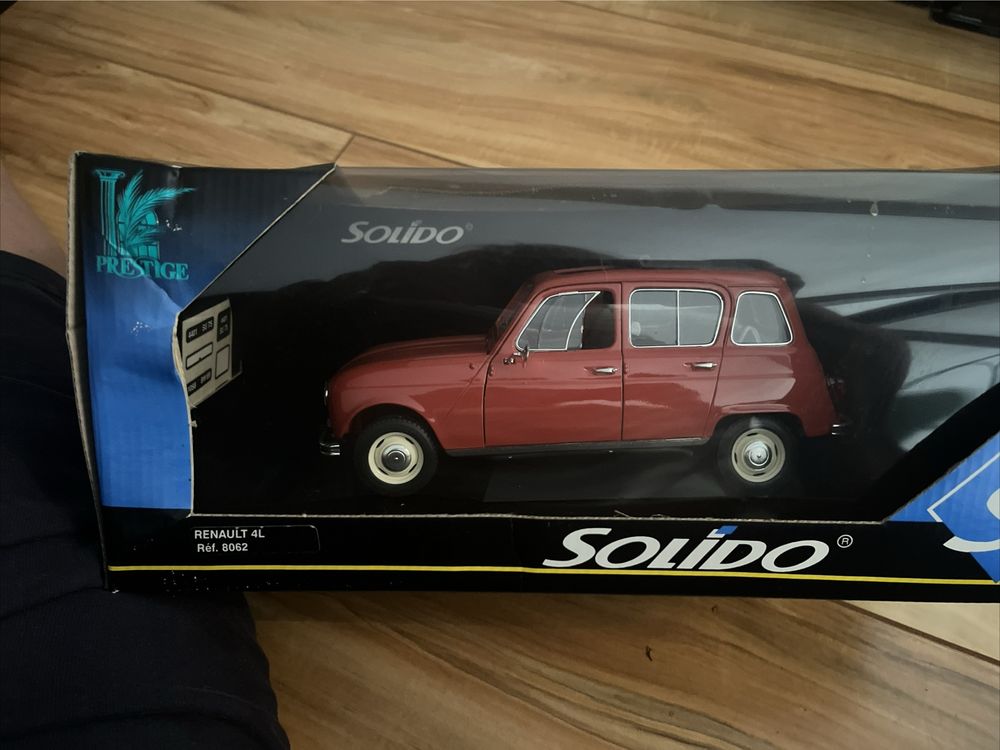 PRESTIGE
SOLIDO®
RENAULT 4L
Réf. 8062
SOLIDO®